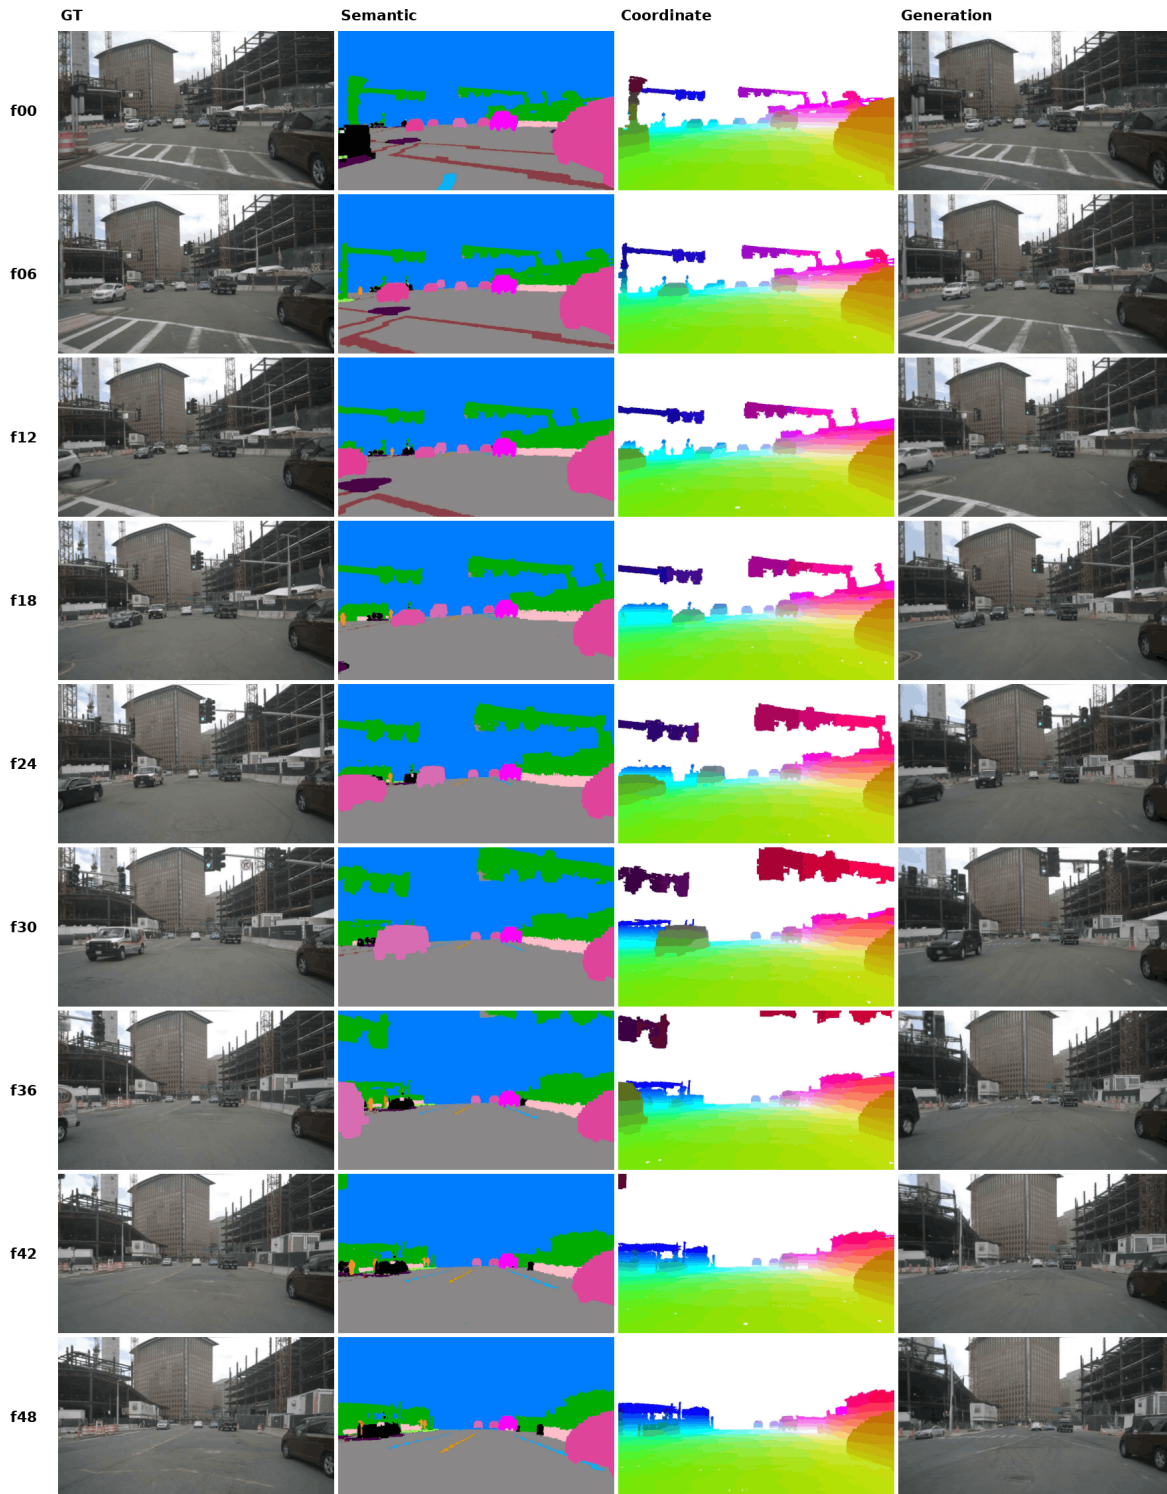 GT Semantic Coordinate Generation
f00
f06
f12
f18
f24
f30
f36
f42
f48